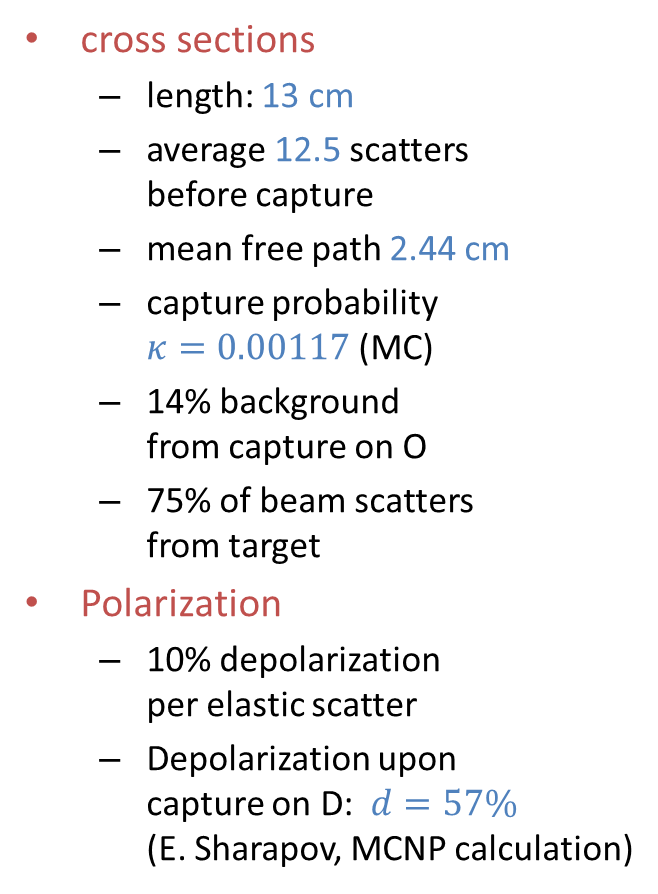 • cross sections
– length: 13 cm
– average 12.5 scatters
before capture
– mean free path 2.44 cm
– capture probability
κ = 0.00117 (MC)
– 14% background
from capture on O
– 75% of beam scatters
from target
• Polarization
– 10% depolarization
per elastic scatter
– Depolarization upon
capture on D: d = 57%
(E. Sharapov, MCNP calculation)